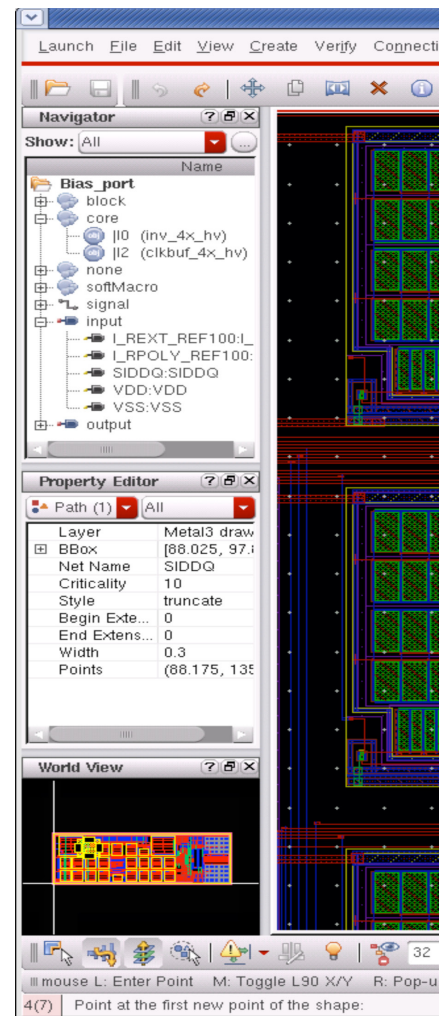 Launch File Edit View Create Verify Connecti
Navigator
Show: All
Name
Bias_port
block
core
|I0 (inv_4x_hv)
|I2 (clkbuf_4x_hv)
none
softMacro
signal
input
I_REXT_REF100:I_
I_RPOLY_REF100:
SIDDQ:SIDDQ
VDD:VDD
VSS:VSS
output
Property Editor
Path (1) All
Layer Metal3 draw
BBox [88.025, 97.
Net Name SIDDQ
Criticality 10
Style truncate
Begin Exte... 0
End Extens... 0
Width 0.3
Points (88.175, 135
World View
32
mouse L: Enter Point M: Toggle L90 X/Y R: Pop-u
4(7) Point at the first new point of the shape: